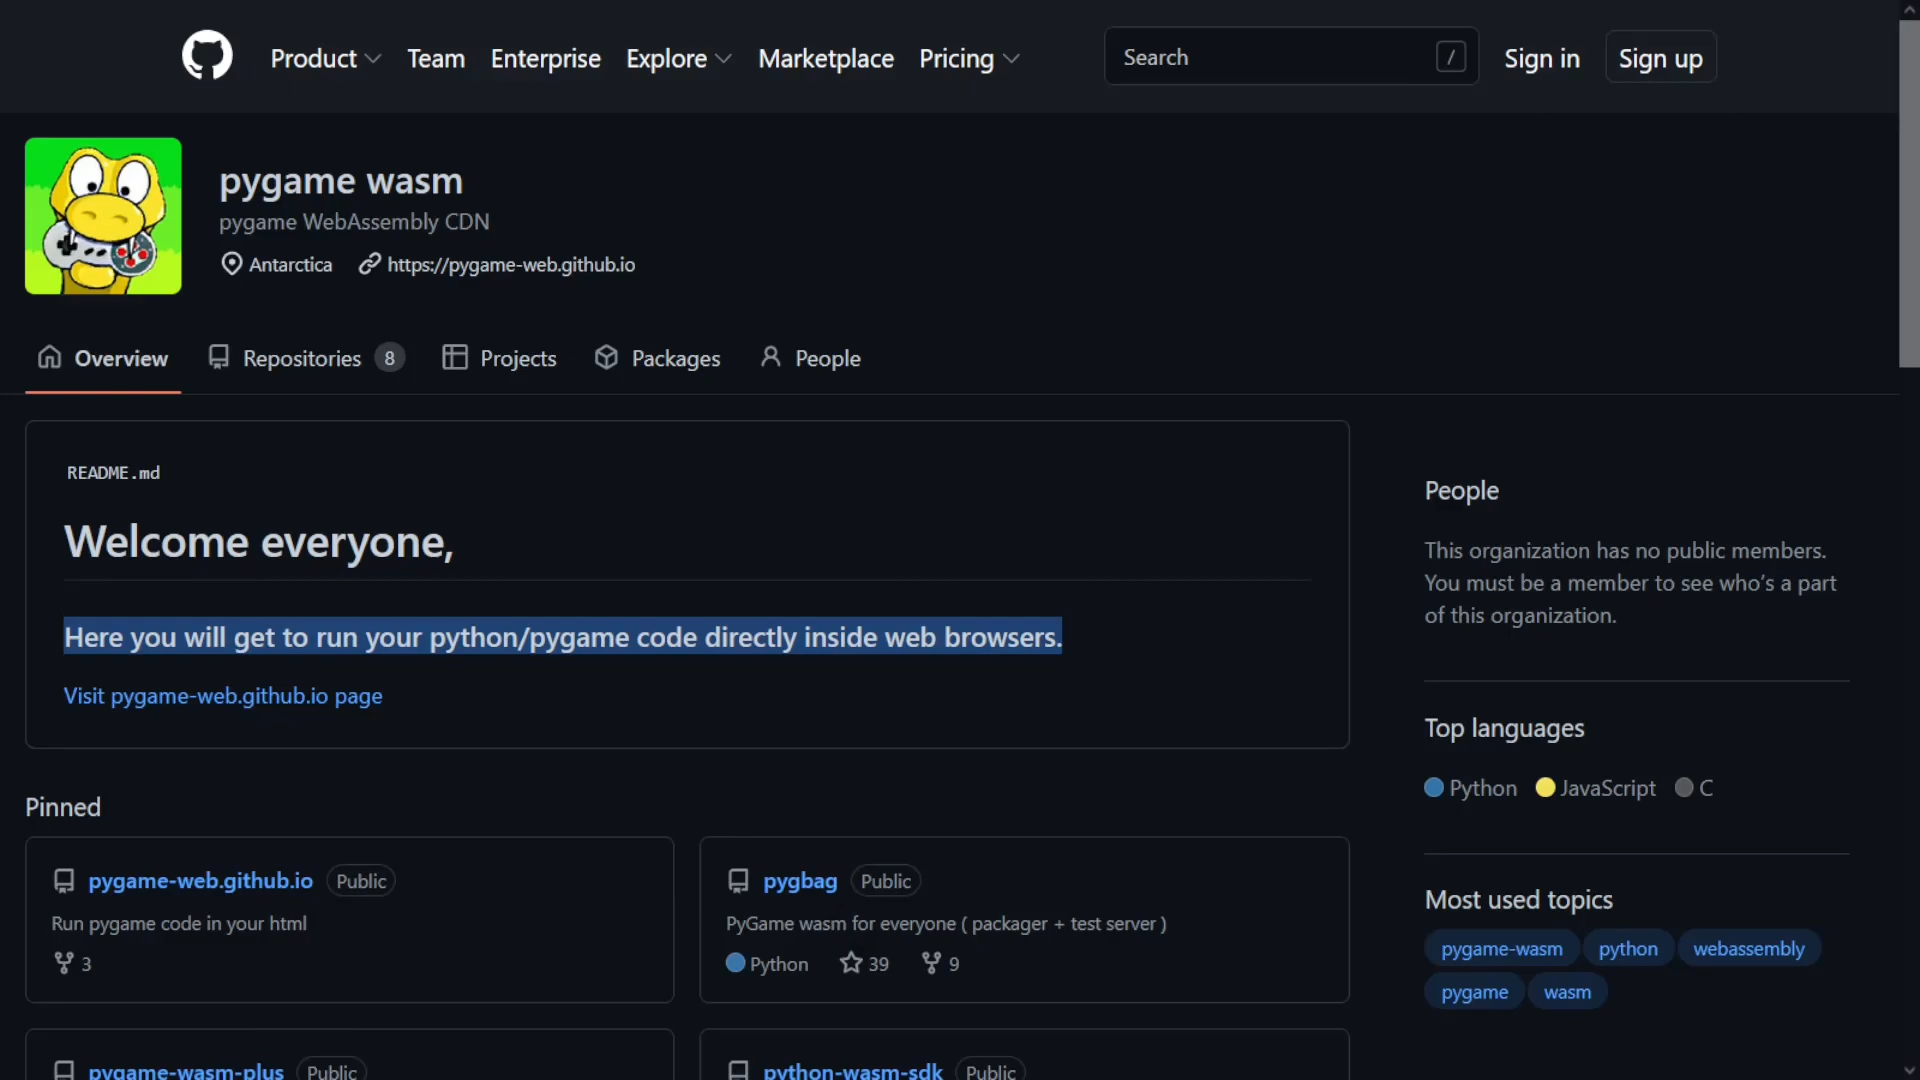 Product Team Enterprise Explore Marketplace Pricing Search / Sign in Sign up
pygame wasm
pygame WebAssembly CDN
Antarctica https://pygame-web.github.io
Overview Repositories 8 Projects Packages People
README.md
Welcome everyone,
Here you will get to run your python/pygame code directly inside web browsers.
Visit pygame-web.github.io page
Pinned
pygame-web.github.io Public
Run pygame code in your html
3
pygbag Public
PyGame wasm for everyone ( packager + test server )
Python 39 9
pygame-wasm-plus Public
python-wasm-sdk Public
People
This organization has no public members.
You must be a member to see who's a part
of this organization.
Top languages
Python JavaScript C
Most used topics
pygame-wasm python webassembly
pygame wasm